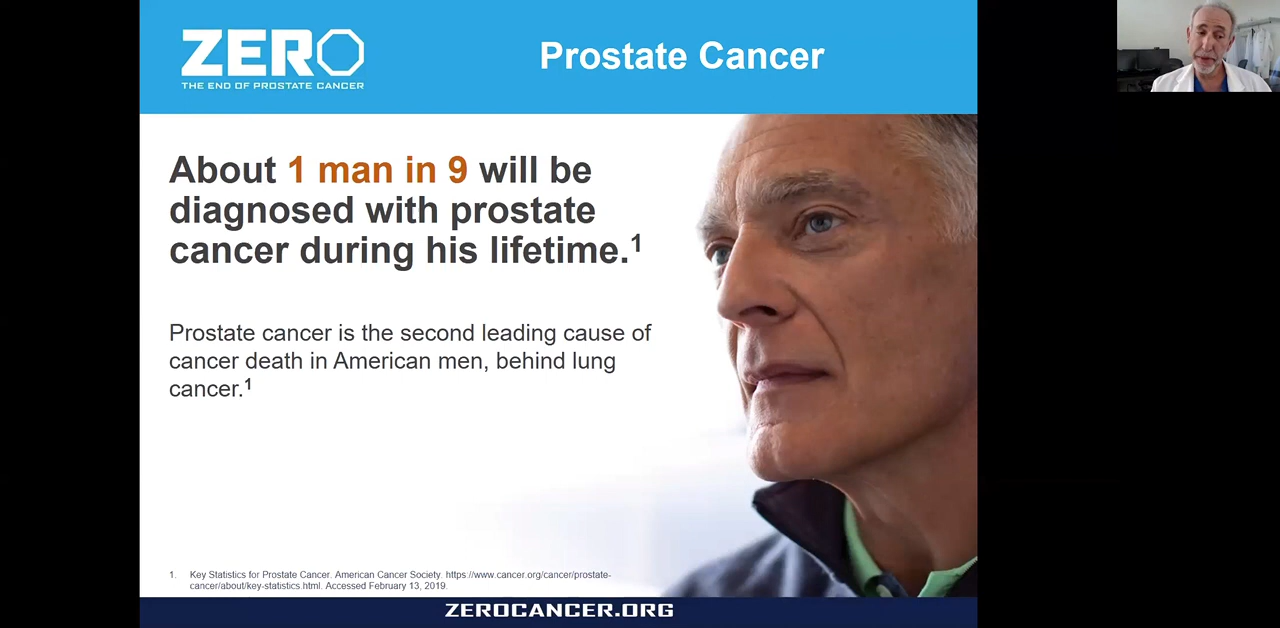 ZERO
THE END OF PROSTATE CANCER
Prostate Cancer
About 1 man in 9 will be
diagnosed with prostate
cancer during his lifetime.¹
Prostate cancer is the second leading cause of
cancer death in American men, behind lung
cancer.¹
1. Key Statistics for Prostate Cancer. American Cancer Society. https://www.cancer.org/cancer/prostate-
cancer/about/key-statistics.html. Accessed February 13, 2019.
ZEROCANCER.ORG